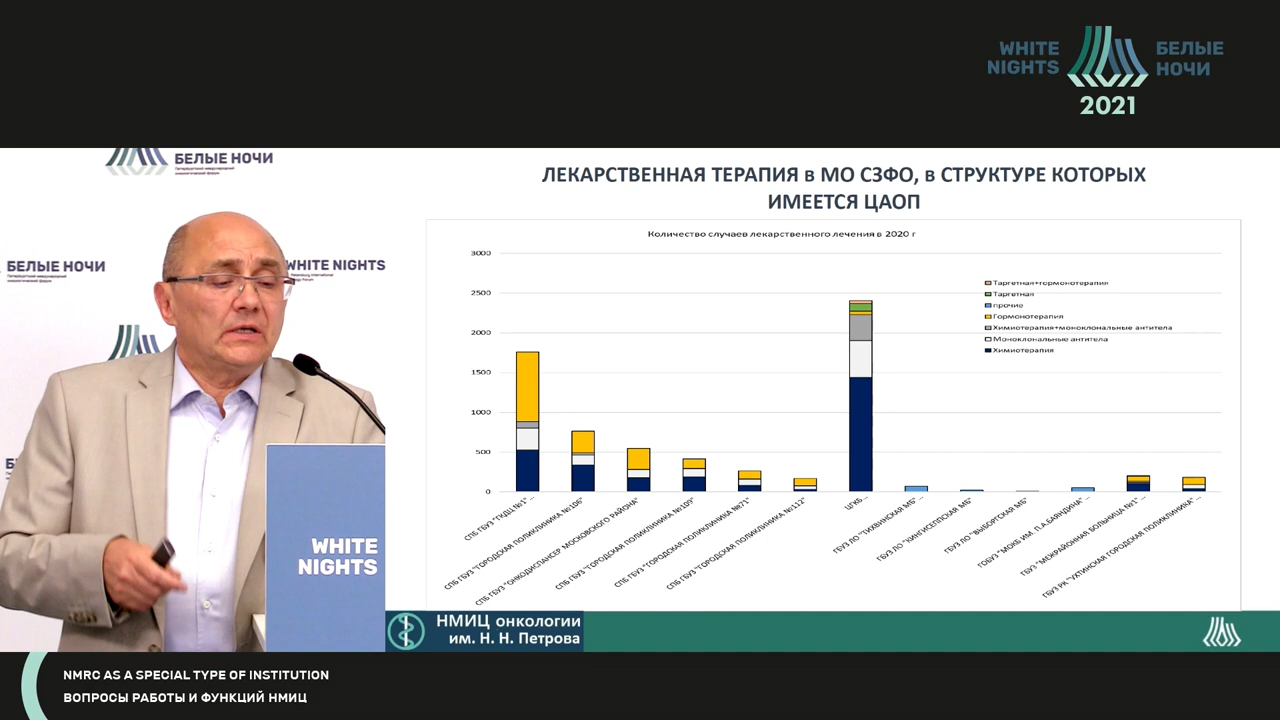 WHITE
NIGHTS
БЕЛЫЕ
НОЧИ
2021
БЕЛЫЕ НОЧИ
БЕЛЫЕ НОЧИ
WHITE NIGHTS
WHITE
NIGHTS
ЛЕКАРСТВЕННАЯ ТЕРАПИЯ в МО СЗФО, в СТРУКТУРЕ КОТОРЫХ
ИМЕЕТСЯ ЦАОП
Количество случаев лекарственного лечения в 2020 г
3000
2500
2000
1500
1000
500
0
Таргетная+гормонотерапия
Таргетная
прочие
Гормонотерапия
Химиотерапия+моноклональные антитела
Моноклональные антитела
Химиотерапия
СПБ ГБУЗ "ГКДЦ №1" ...
СПБ ГБУЗ "ГОРОДСКАЯ ПОЛИКЛИНИКА №106"
СПБ ГБУЗ "ОНКОДИСПАНСЕР МОСКОВСКОГО РАЙОНА"
СПБ ГБУЗ "ГОРОДСКАЯ ПОЛИКЛИНИКА №109"
СПБ ГБУЗ "ГОРОДСКАЯ ПОЛИКЛИНИКА №71"
СПБ ГБУЗ "ГОРОДСКАЯ ПОЛИКЛИНИКА №112"
ЦГКБ...
ГБУЗ ЛО "ТИХВИНСКАЯ МБ" ...
ГБУЗ ЛО "КИНГИСЕППСКАЯ МБ"
ГБУЗ ЛО "ВЫБОРГСКАЯ МБ"
ГОБУЗ "МОКБ ИМ. П.А.БАЯНДИНА" ...
ГБУЗ "МЕЖРАЙОННАЯ БОЛЬНИЦА №1" ...
ГБУЗ РК "УХТИНСКАЯ ГОРОДСКАЯ ПОЛИКЛИНИКА" ...
НМИЦ онкологии
им. Н. Н. Петрова
NMRC AS A SPECIAL TYPE OF INSTITUTION
ВОПРОСЫ РАБОТЫ И ФУНКЦИЙ НМИЦ